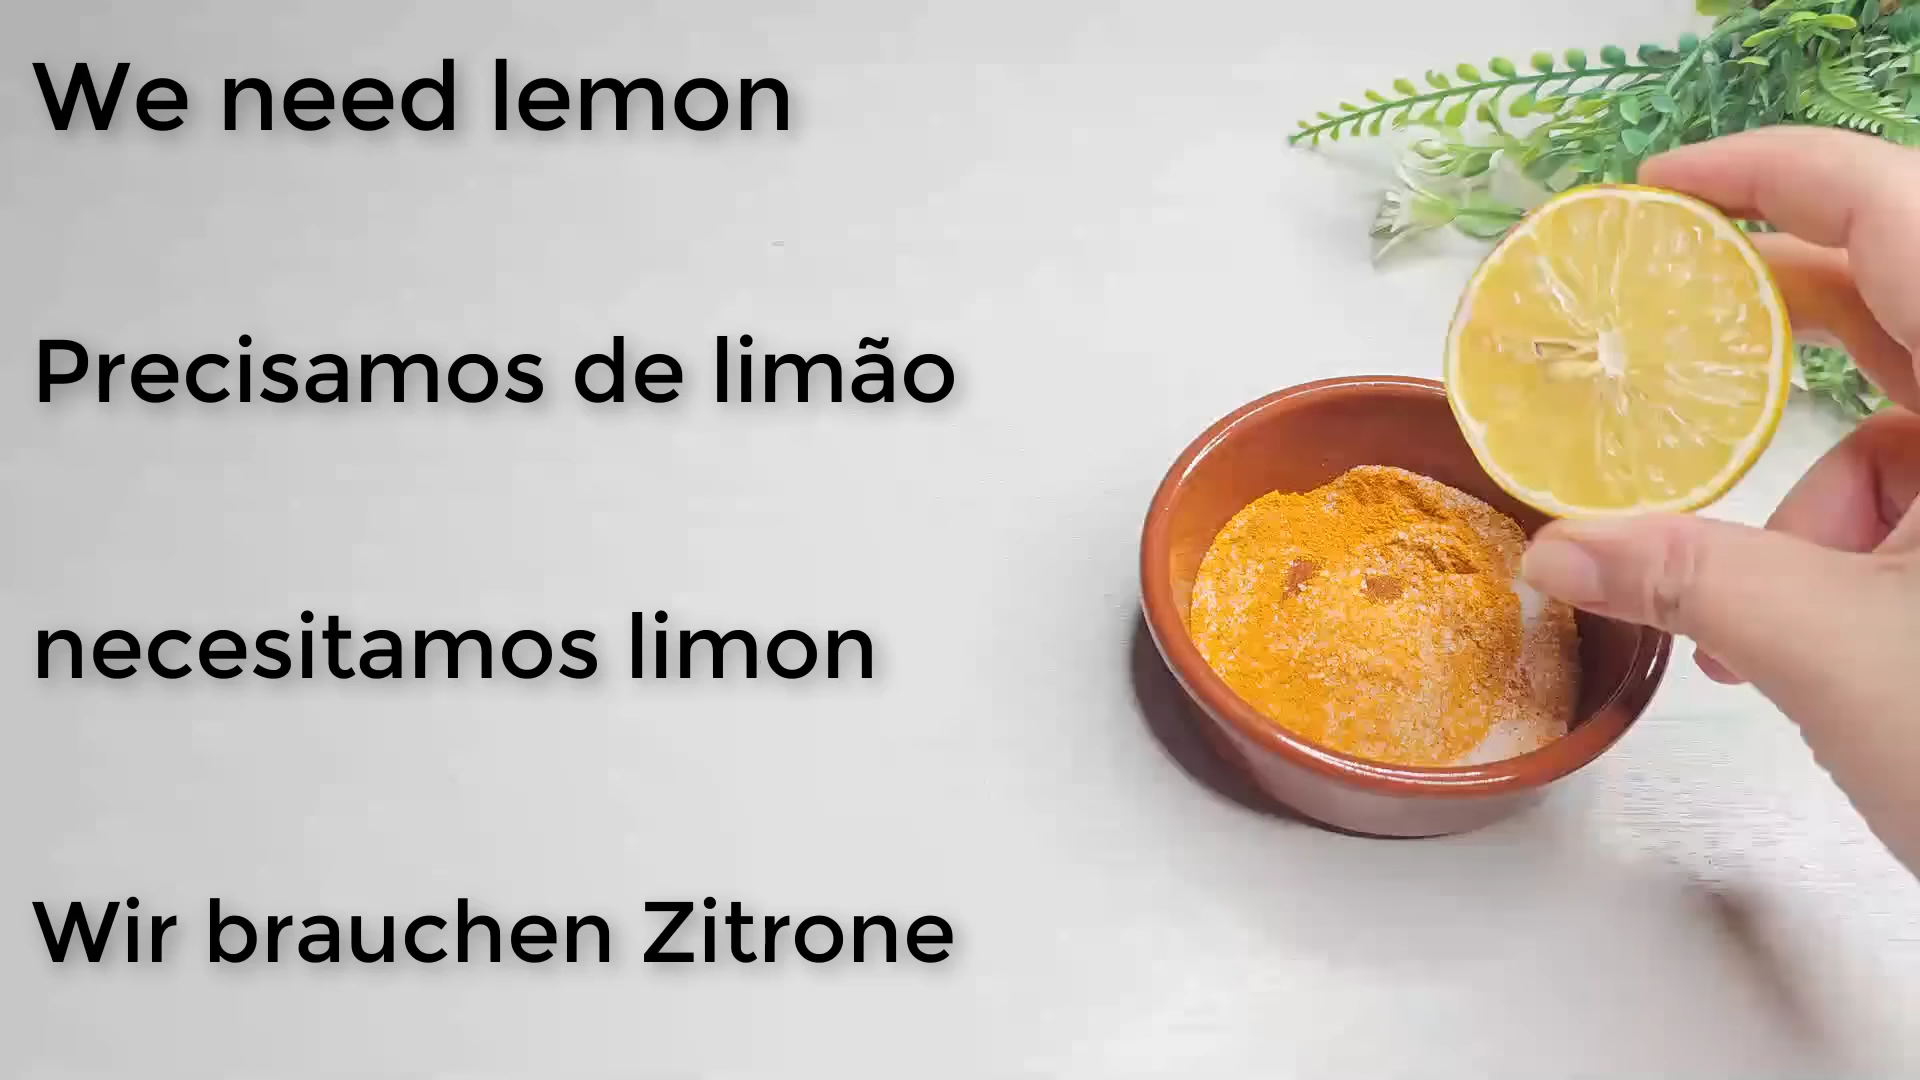 We need lemon
Precisamos de limão
necesitamos limon
Wir brauchen Zitrone